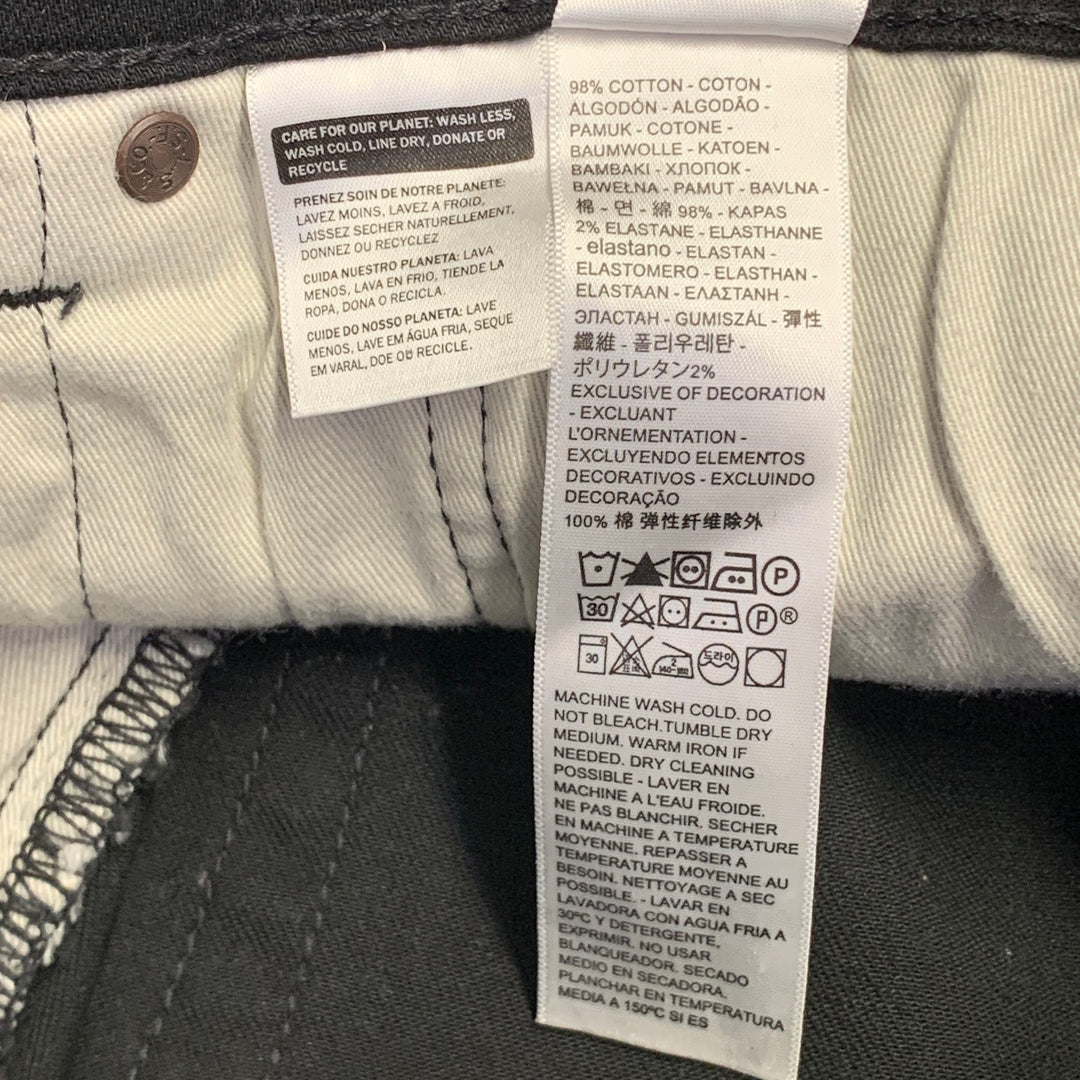 CARE FOR OUR PLANET: WASH LESS,
WASH COLD, LINE DRY, DONATE OR
RECYCLE
PRENEZ SOIN DE NOTRE PLANETE:
LAVEZ MOINS, LAVEZ A FROID,
LAISSEZ SECHER NATURELLEMENT,
DONNEZ OU RECYCLEZ
CUIDA NUESTRO PLANETA: LAVA
MENOS, LAVA EN FRIO, TIENDE LA
ROPA, DONA O RECICLA.
CUIDE DO NOSSO PLANETA: LAVE
MENOS, LAVE EM ÁGUA FRIA, SEQUE
EM VARAL, DOE OU RECICLE.
98% COTTON - COTON -
ALGODÓN - ALGODÃO -
PAMUK - COTONE -
BAUMWOLLE - KATOEN -
BAMBAKI - ХЛОПОК -
BAWEŁNA - PAMUT - BAVLNA -
棉 - 면 - 綿 98% - KAPAS
2% ELASTANE - ELASTHANNE
- elastano - ELASTAN -
ELASTOMERO - ELASTHAN -
ELASTAAN - ΕΛΑΣΤΑΝΗ -
ЭЛАСТАН - GUMISZÁL - 彈性
纖維 - 폴리우레탄 -
ポリウレタン2%
EXCLUSIVE OF DECORATION
- EXCLUANT
L'ORNEMENTATION -
EXCLUYENDO ELEMENTOS
DECORATIVOS - EXCLUINDO
DECORAÇÃO
100% 棉 弹性纤维除外
P
30 P ®
30 2 140-160 드라이
MACHINE WASH COLD. DO
NOT BLEACH.TUMBLE DRY
MEDIUM. WARM IRON IF
NEEDED. DRY CLEANING
POSSIBLE - LAVER EN
MACHINE A L'EAU FROIDE.
NE PAS BLANCHIR. SECHER
EN MACHINE A TEMPERATURE
MOYENNE. REPASSER A
TEMPERATURE MOYENNE AU
BESOIN. NETTOYAGE A SEC
POSSIBLE. - LAVAR EN
LAVADORA CON AGUA FRIA A
30ºC Y DETERGENTE,
EXPRIMIR. NO USAR
BLANQUEADOR. SECADO
MEDIO EN SECADORA.
PLANCHAR EN TEMPERATURA
MEDIA A 150ºC SI ES